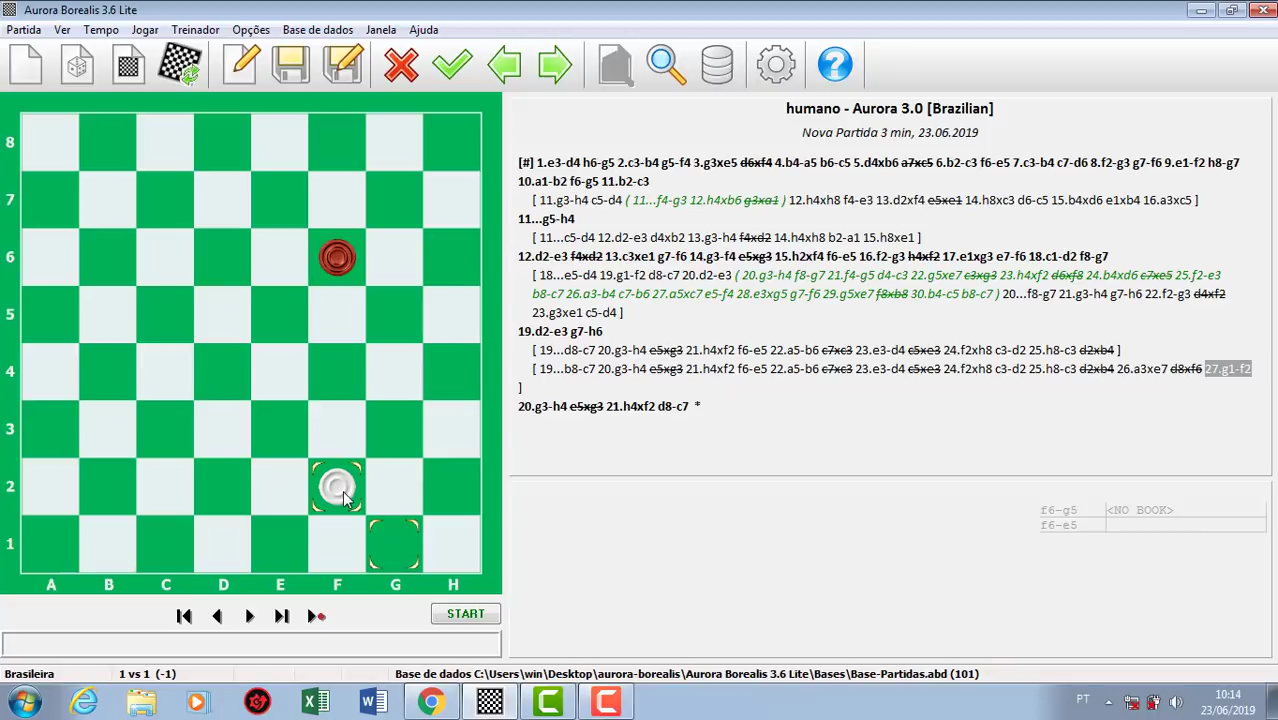 Aurora Borealis 3.6 Lite
Partida Ver Tempo Jogar Treinador Opções Base de dados Janela Ajuda
humano - Aurora 3.0 [Brazilian]
Nova Partida 3 min, 23.06.2019
[#] 1.e3-d4 h6-g5 2.c3-b4 g5-f4 3.g3xe5 d6xf4 4.b4-a5 b6-c5 5.d4xb6 a7xc5 6.b2-c3 f6-e5 7.c3-b4 c7-d6 8.f2-g3 g7-f6 9.e1-f2 h8-g7
10.a1-b2 f6-g5 11.b2-c3
[ 11.g3-h4 c5-d4 ( 11...f4-g3 12.h4xb6 g3xa1 ) 12.h4xh8 f4-e3 13.d2xf4 e5xe1 14.h8xc3 d6-c5 15.b4xd6 e1xb4 16.a3xc5 ]
11...g5-h4
[ 11...c5-d4 12.d2-e3 d4xb2 13.g3-h4 f4xd2 14.h4xh8 b2-a1 15.h8xe1 ]
12.d2-e3 f4xd2 13.c3xe1 g7-f6 14.g3-f4 e5xg3 15.h2xf4 f6-e5 16.f2-g3 h4xf2 17.e1xg3 e7-f6 18.c1-d2 f8-g7
[ 18...e5-d4 19.g1-f2 d8-c7 20.d2-e3 ( 20.g3-h4 f8-g7 21.f4-g5 d4-c3 22.g5xe7 c3xg3 23.h4xf2 d6xf8 24.b4xd6 c7xe5 25.f2-e3
b8-c7 26.a3-b4 c7-b6 27.a5xc7 e5-f4 28.e3xg5 g7-f6 29.g5xe7 f8xb8 30.b4-c5 b8-c7 ) 20...f8-g7 21.g3-h4 g7-h6 22.f2-g3 d4xf2
23.g3xe1 c5-d4 ]
19.d2-e3 g7-h6
[ 19...d8-c7 20.g3-h4 e5xg3 21.h4xf2 f6-e5 22.a5-b6 c7xc3 23.e3-d4 c5xe3 24.f2xh8 c3-d2 25.h8-c3 d2xb4 ]
[ 19...b8-c7 20.g3-h4 e5xg3 21.h4xf2 f6-e5 22.a5-b6 c7xc3 23.e3-d4 c5xe3 24.f2xh8 c3-d2 25.h8-c3 d2xb4 26.a3xe7 d8xf6 27.g1-f2
]
20.g3-h4 e5xg3 21.h4xf2 d8-c7 *
8
7
6
5
4
3
2
1
A B C D E F G H
f6-g5 <NO BOOK>
f6-e5
START
Brasileira 1 vs 1 (-1) Base de dados C:\Users\win\Desktop\aurora-borealis\Aurora Borealis 3.6 Lite\Bases\Base-Partidas.abd (101)
PT 10:14
23/06/2019